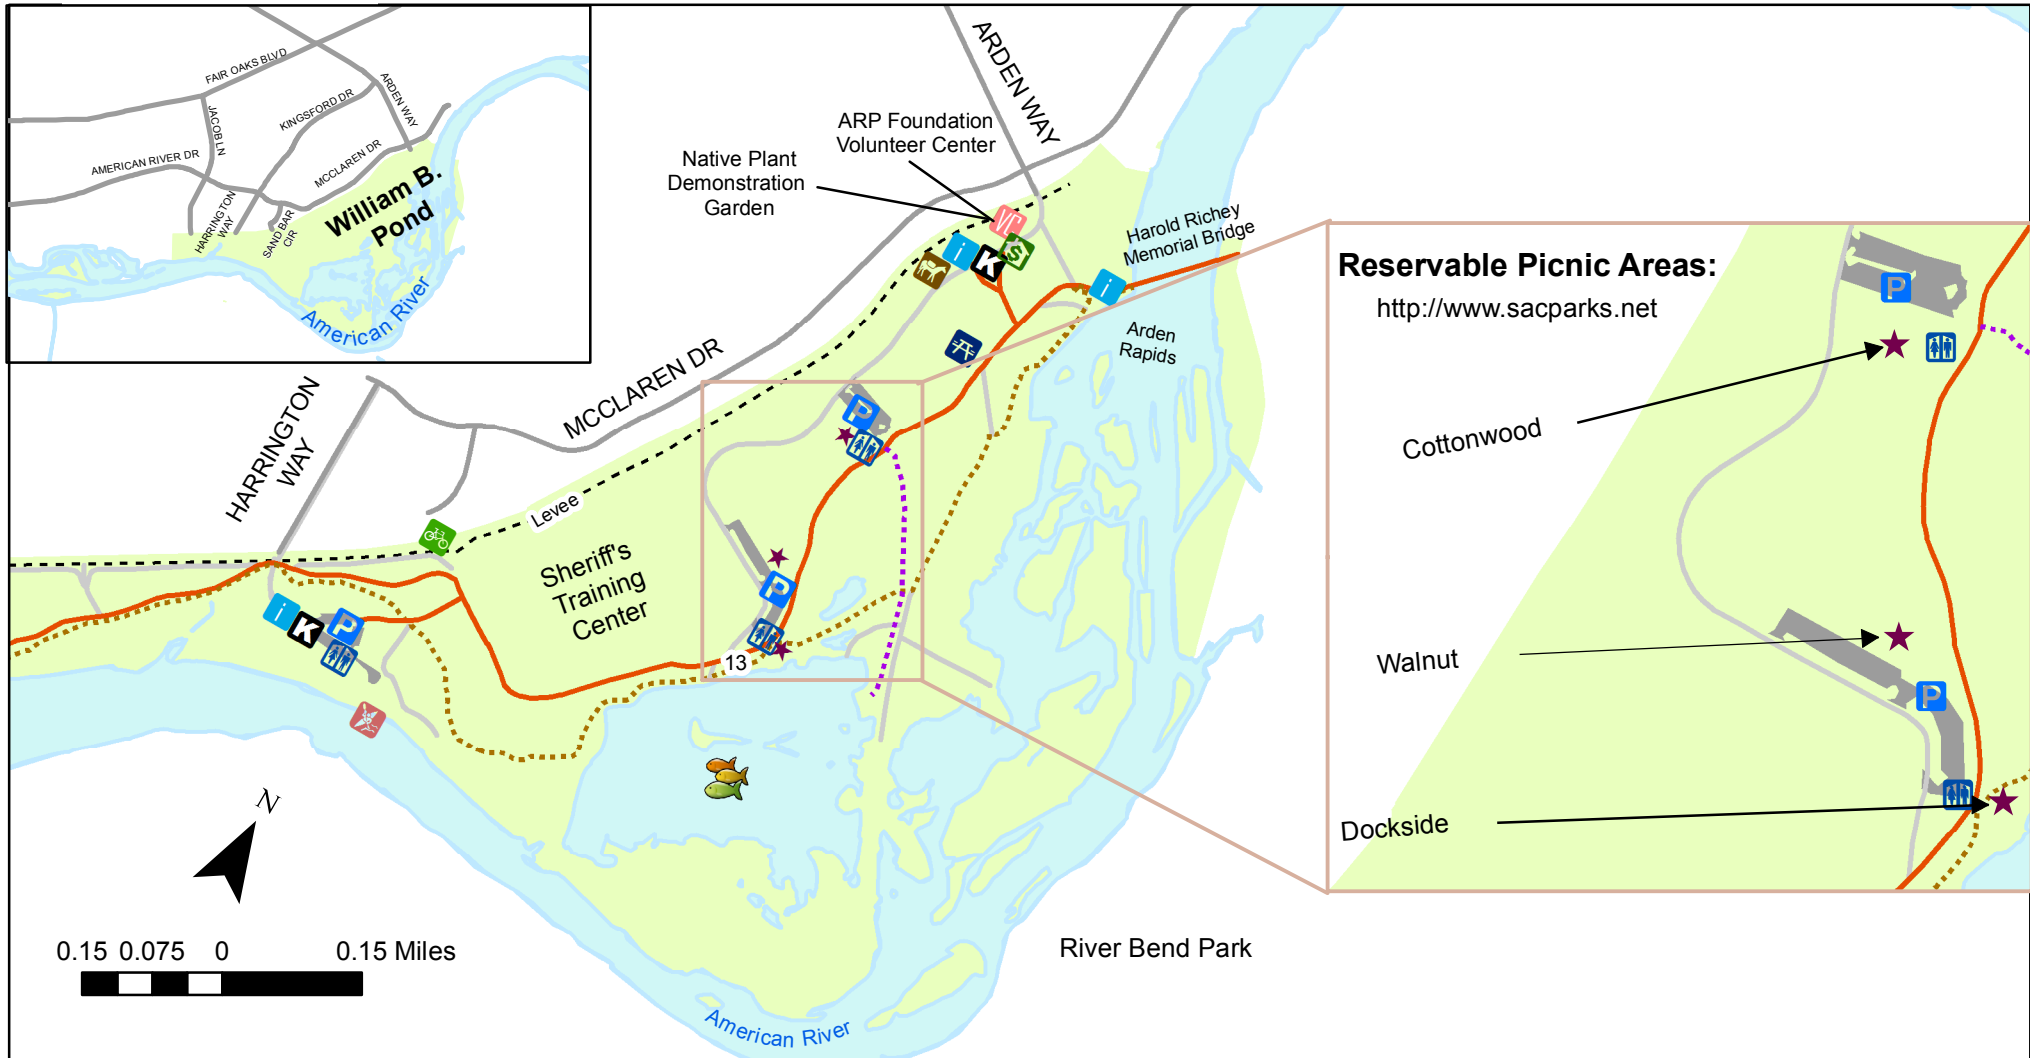 FAIR OAKS BLVD
ARDEN WAY
JACOB LN
KINGSFORD DR
AMERICAN RIVER DR
MCCLAREN DR
HARRINGTON
WAY
SAND BAR
CIR
William B.
Pond
American River
ARDEN WAY
ARP Foundation
Volunteer Center
Native Plant
Demonstration
Garden
VC
$
i
K
Harold Richey
Memorial Bridge
i
Arden
Rapids
MCCLAREN DR
HARRINGTON
WAY
Levee
Sheriff's
Training
Center
P
P
13
i
K
P
N
0.15 0.075 0 0.15 Miles
River Bend Park
American River
Reservable Picnic Areas:
http://www.sacparks.net
P
Cottonwood
Walnut
P
Dockside